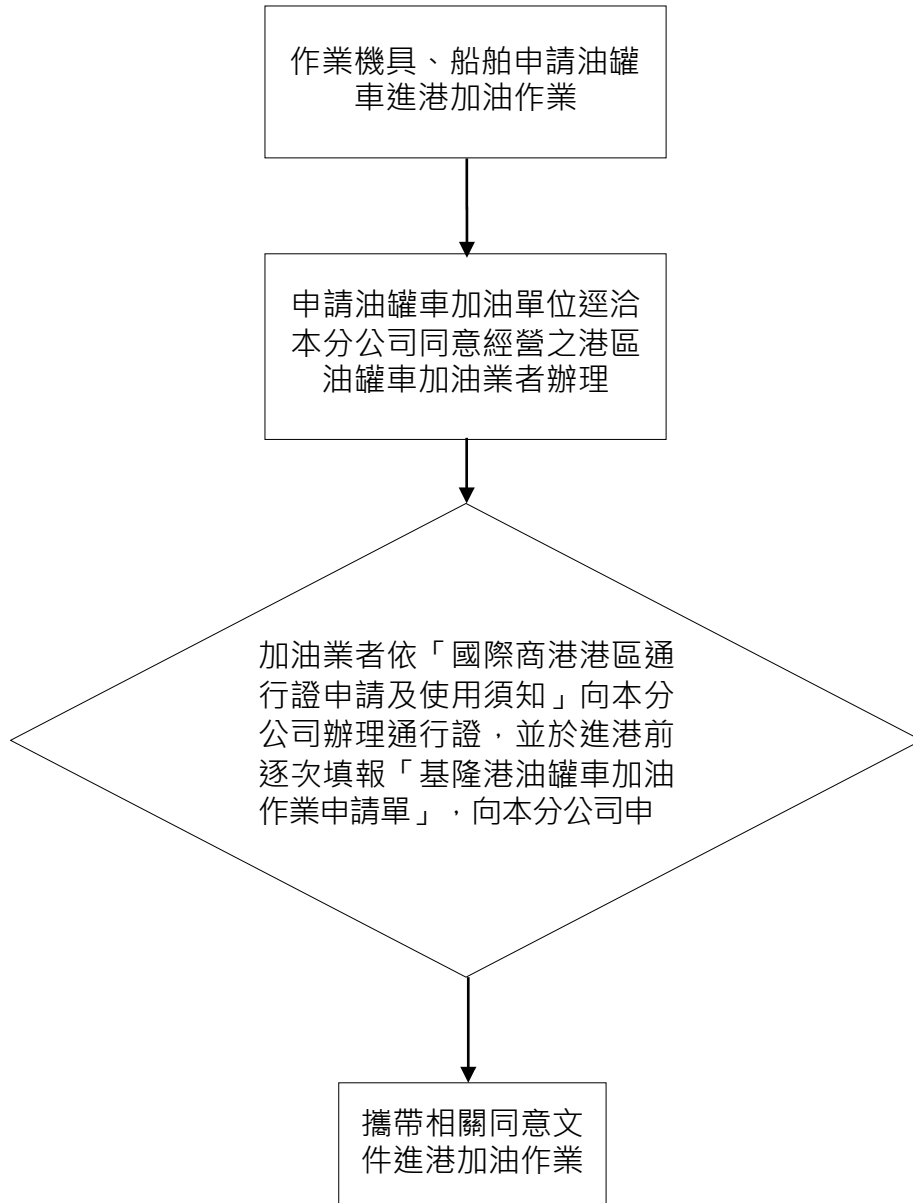 作業機具、船舶申請油罐
車進港加油作業
申請油罐車加油單位逕洽
本分公司同意經營之港區
油罐車加油業者辦理
加油業者依「國際商港港區通
行證申請及使用須知」向本分
公司辦理通行證，並於進港前
逐次填報「基隆港油罐車加油
作業申請單」，向本分公司申
攜帶相關同意文
件進港加油作業